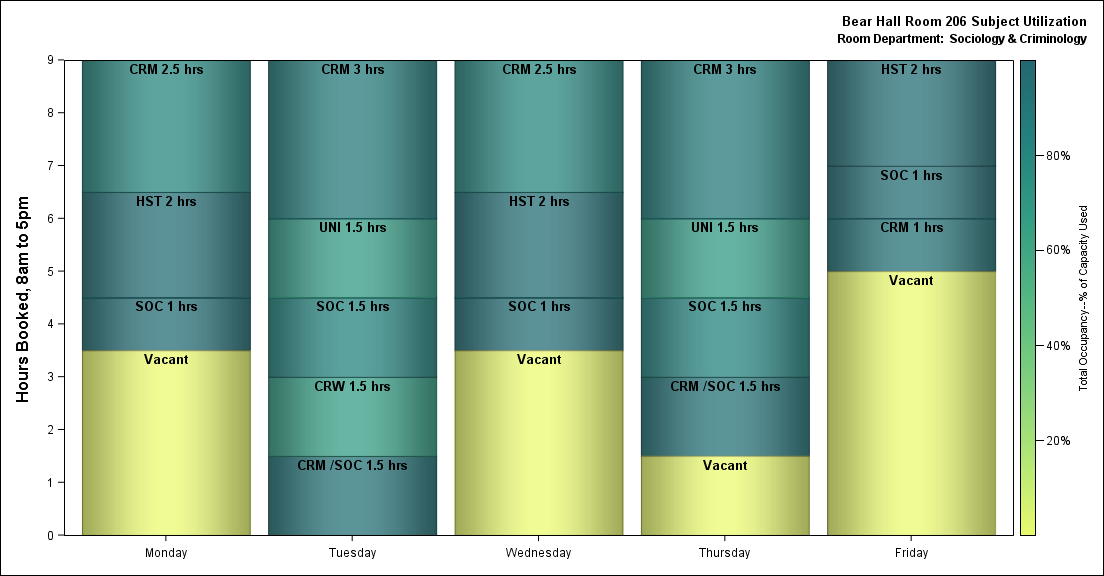 Bear Hall Room 206 Subject Utilization
Room Department: Sociology & Criminology
Hours Booked, 8am to 5pm
9
8
7
6
5
4
3
2
1
0
CRM 2.5 hrs
HST 2 hrs
SOC 1 hrs
Vacant
Monday
CRM 3 hrs
UNI 1.5 hrs
SOC 1.5 hrs
CRW 1.5 hrs
CRM /SOC 1.5 hrs
Tuesday
CRM 2.5 hrs
HST 2 hrs
SOC 1 hrs
Vacant
Wednesday
CRM 3 hrs
UNI 1.5 hrs
SOC 1.5 hrs
CRM /SOC 1.5 hrs
Vacant
Thursday
HST 2 hrs
SOC 1 hrs
CRM 1 hrs
Vacant
Friday
80%
60%
40%
20%
Total Occupancy--% of Capacity Used